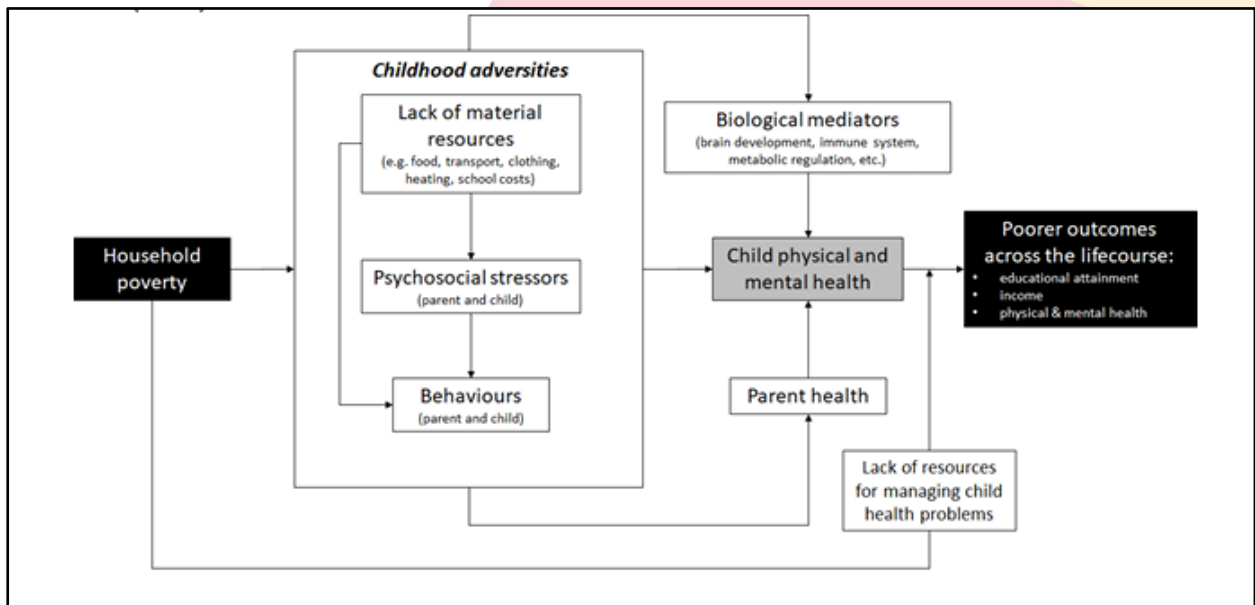 Childhood adversities
Lack of material
resources
(e.g. food, transport, clothing,
heating, school costs)
Psychosocial stressors
(parent and child)
Behaviours
(parent and child)
Household
poverty
Biological mediators
(brain development, immune system,
metabolic regulation, etc.)
Child physical and
mental health
Parent health
Lack of resources
for managing child
health problems
Poorer outcomes
across the lifecourse:
• educational attainment
• income
• physical & mental health